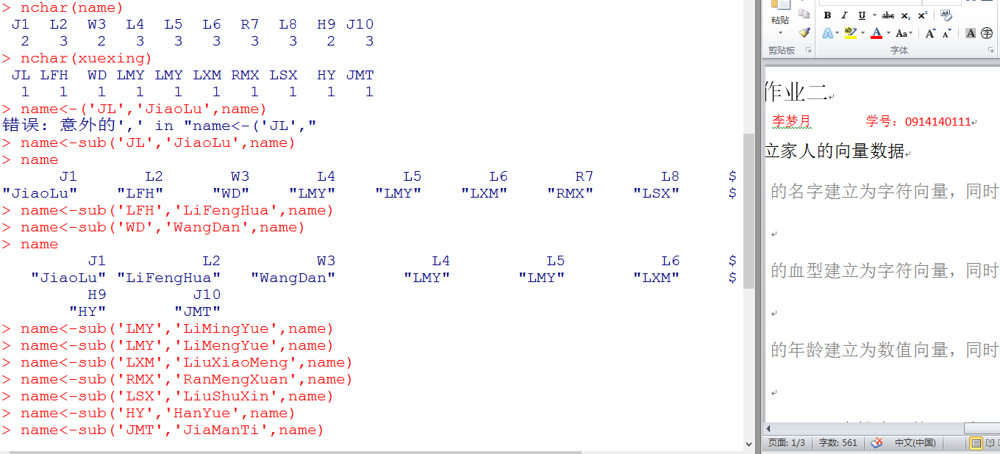 > nchar(name)
J1 L2 W3 L4 L5 L6 R7 L8 H9 J10
2 3 2 3 3 3 3 3 2 3
> nchar(xuexing)
JL LFH WD LMY LMY LXM RMX LSX HY JMT
1 1 1 1 1 1 1 1 1 1
> name<-('JL','JiaoLu',name)
错误: 意外的',' in "name<-('JL',"
> name<-sub('JL','JiaoLu',name)
> name
J1 L2 W3 L4 L5 L6 R7 L8 $
"JiaoLu" "LFH" "WD" "LMY" "LMY" "LXM" "RMX" "LSX" $
> name<-sub('LFH','LiFengHua',name)
> name<-sub('WD','WangDan',name)
> name
J1 L2 W3 L4 L5 L6 $
"JiaoLu" "LiFengHua" "WangDan" "LMY" "LMY" "LXM" $
H9 J10
"HY" "JMT"
> name<-sub('LMY','LiMingYue',name)
> name<-sub('LMY','LiMengYue',name)
> name<-sub('LXM','LiuXiaoMeng',name)
> name<-sub('RMX','RanMengXuan',name)
> name<-sub('LSX','LiuShuXin',name)
> name<-sub('HY','HanYue',name)
> name<-sub('JMT','JiaManTi',name)
粘贴
B I U abc x₂ x²
A ab A Aa A A A 字
剪贴板 字体
作业二
李梦月 学号：0914140111
立家人的向量数据
的名字建立为字符向量，同时
的血型建立为字符向量，同时
的年龄建立为数值向量，同时
页面: 1/3 字数: 561 中文(中国)